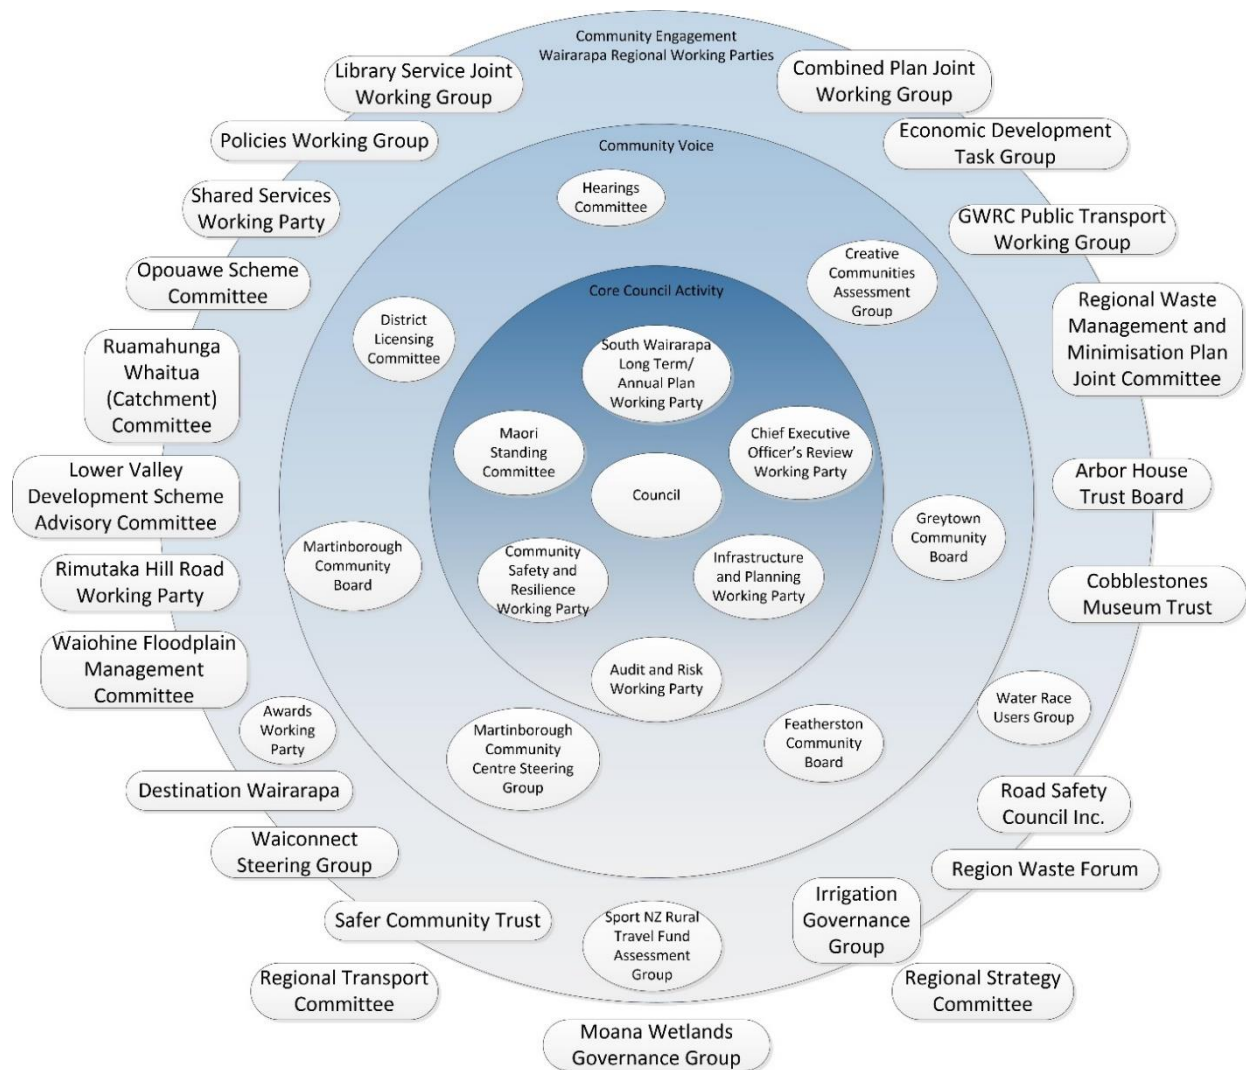 Community Engagement
Wairarapa Regional Working Parties
Library Service Joint
Working Group
Combined Plan Joint
Working Group
Policies Working Group
Economic Development
Task Group
Community Voice
Hearings
Committee
Shared Services
Working Party
GWRC Public Transport
Working Group
Opouawe Scheme
Committee
Creative
Communities
Assessment
Group
Regional Waste
Management and
Minimisation Plan
Joint Committee
Core Council Activity
District
Licensing
Committee
Ruamahunga
Whaitua
(Catchment)
Committee
South Wairarapa
Long Term/
Annual Plan
Working Party
Maori
Standing
Committee
Chief Executive
Officer’s Review
Working Party
Council
Lower Valley
Development Scheme
Advisory Committee
Arbor House
Trust Board
Greytown
Community
Board
Martinborough
Community
Board
Community
Safety and
Resilience
Working Party
Infrastructure
and Planning
Working Party
Rimutaka Hill Road
Working Party
Cobblestones
Museum Trust
Waiohine Floodplain
Management
Committee
Audit and Risk
Working Party
Water Race
Users Group
Awards
Working
Party
Martinborough
Community
Centre Steering
Group
Featherston
Community
Board
Destination Wairarapa
Road Safety
Council Inc.
Waiconnect
Steering Group
Region Waste Forum
Safer Community Trust
Sport NZ Rural
Travel Fund
Assessment
Group
Irrigation
Governance
Group
Regional Transport
Committee
Regional Strategy
Committee
Moana Wetlands
Governance Group